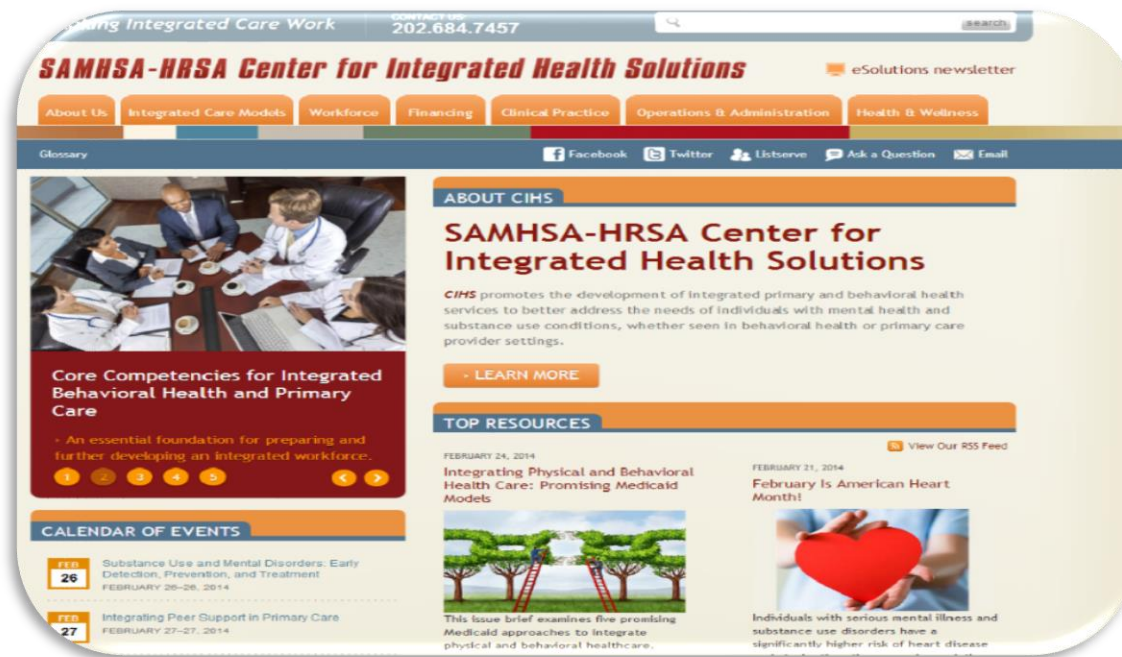 Integrated Care Work
CONTACT US
202.684.7457
search
SAMHSA-HRSA Center for Integrated Health Solutions
eSolutions newsletter
About Us
Integrated Care Models
Workforce
Financing
Clinical Practice
Operations & Administration
Health & Wellness
Glossary
Facebook
Twitter
Listserve
Ask a Question
Email
Core Competencies for Integrated
Behavioral Health and Primary
Care
An essential foundation for preparing and
further developing an integrated workforce.
1 2 3 4 5
CALENDAR OF EVENTS
FEB
26
Substance Use and Mental Disorders: Early
Detection, Prevention, and Treatment
FEBRUARY 26-26, 2014
FEB
27
Integrating Peer Support in Primary Care
FEBRUARY 27-27, 2014
ABOUT CIHS
SAMHSA-HRSA Center for
Integrated Health Solutions
CIHS promotes the development of integrated primary and behavioral health
services to better address the needs of individuals with mental health and
substance use conditions, whether seen in behavioral health or primary care
provider settings.
LEARN MORE
TOP RESOURCES
View Our RSS Feed
FEBRUARY 24, 2014
Integrating Physical and Behavioral
Health Care: Promising Medicaid
Models
This issue brief examines five promising
Medicaid approaches to integrate
physical and behavioral healthcare.
FEBRUARY 21, 2014
February Is American Heart
Month!
Individuals with serious mental illness and
substance use disorders have a
significantly higher risk of heart disease